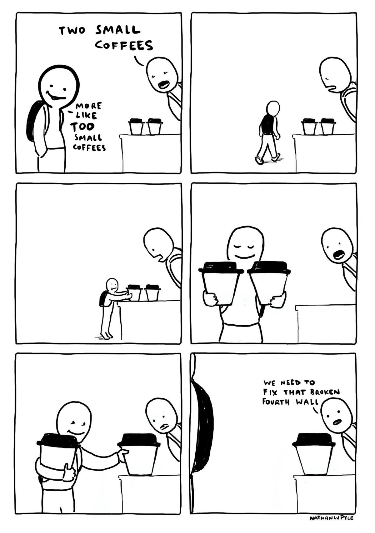 TWO SMALL
COFFEES
MORE
LIKE
TOO
SMALL
COFFEES
WE NEED TO
FIX THAT BROKEN
FOURTH WALL
NATHANWPYLE